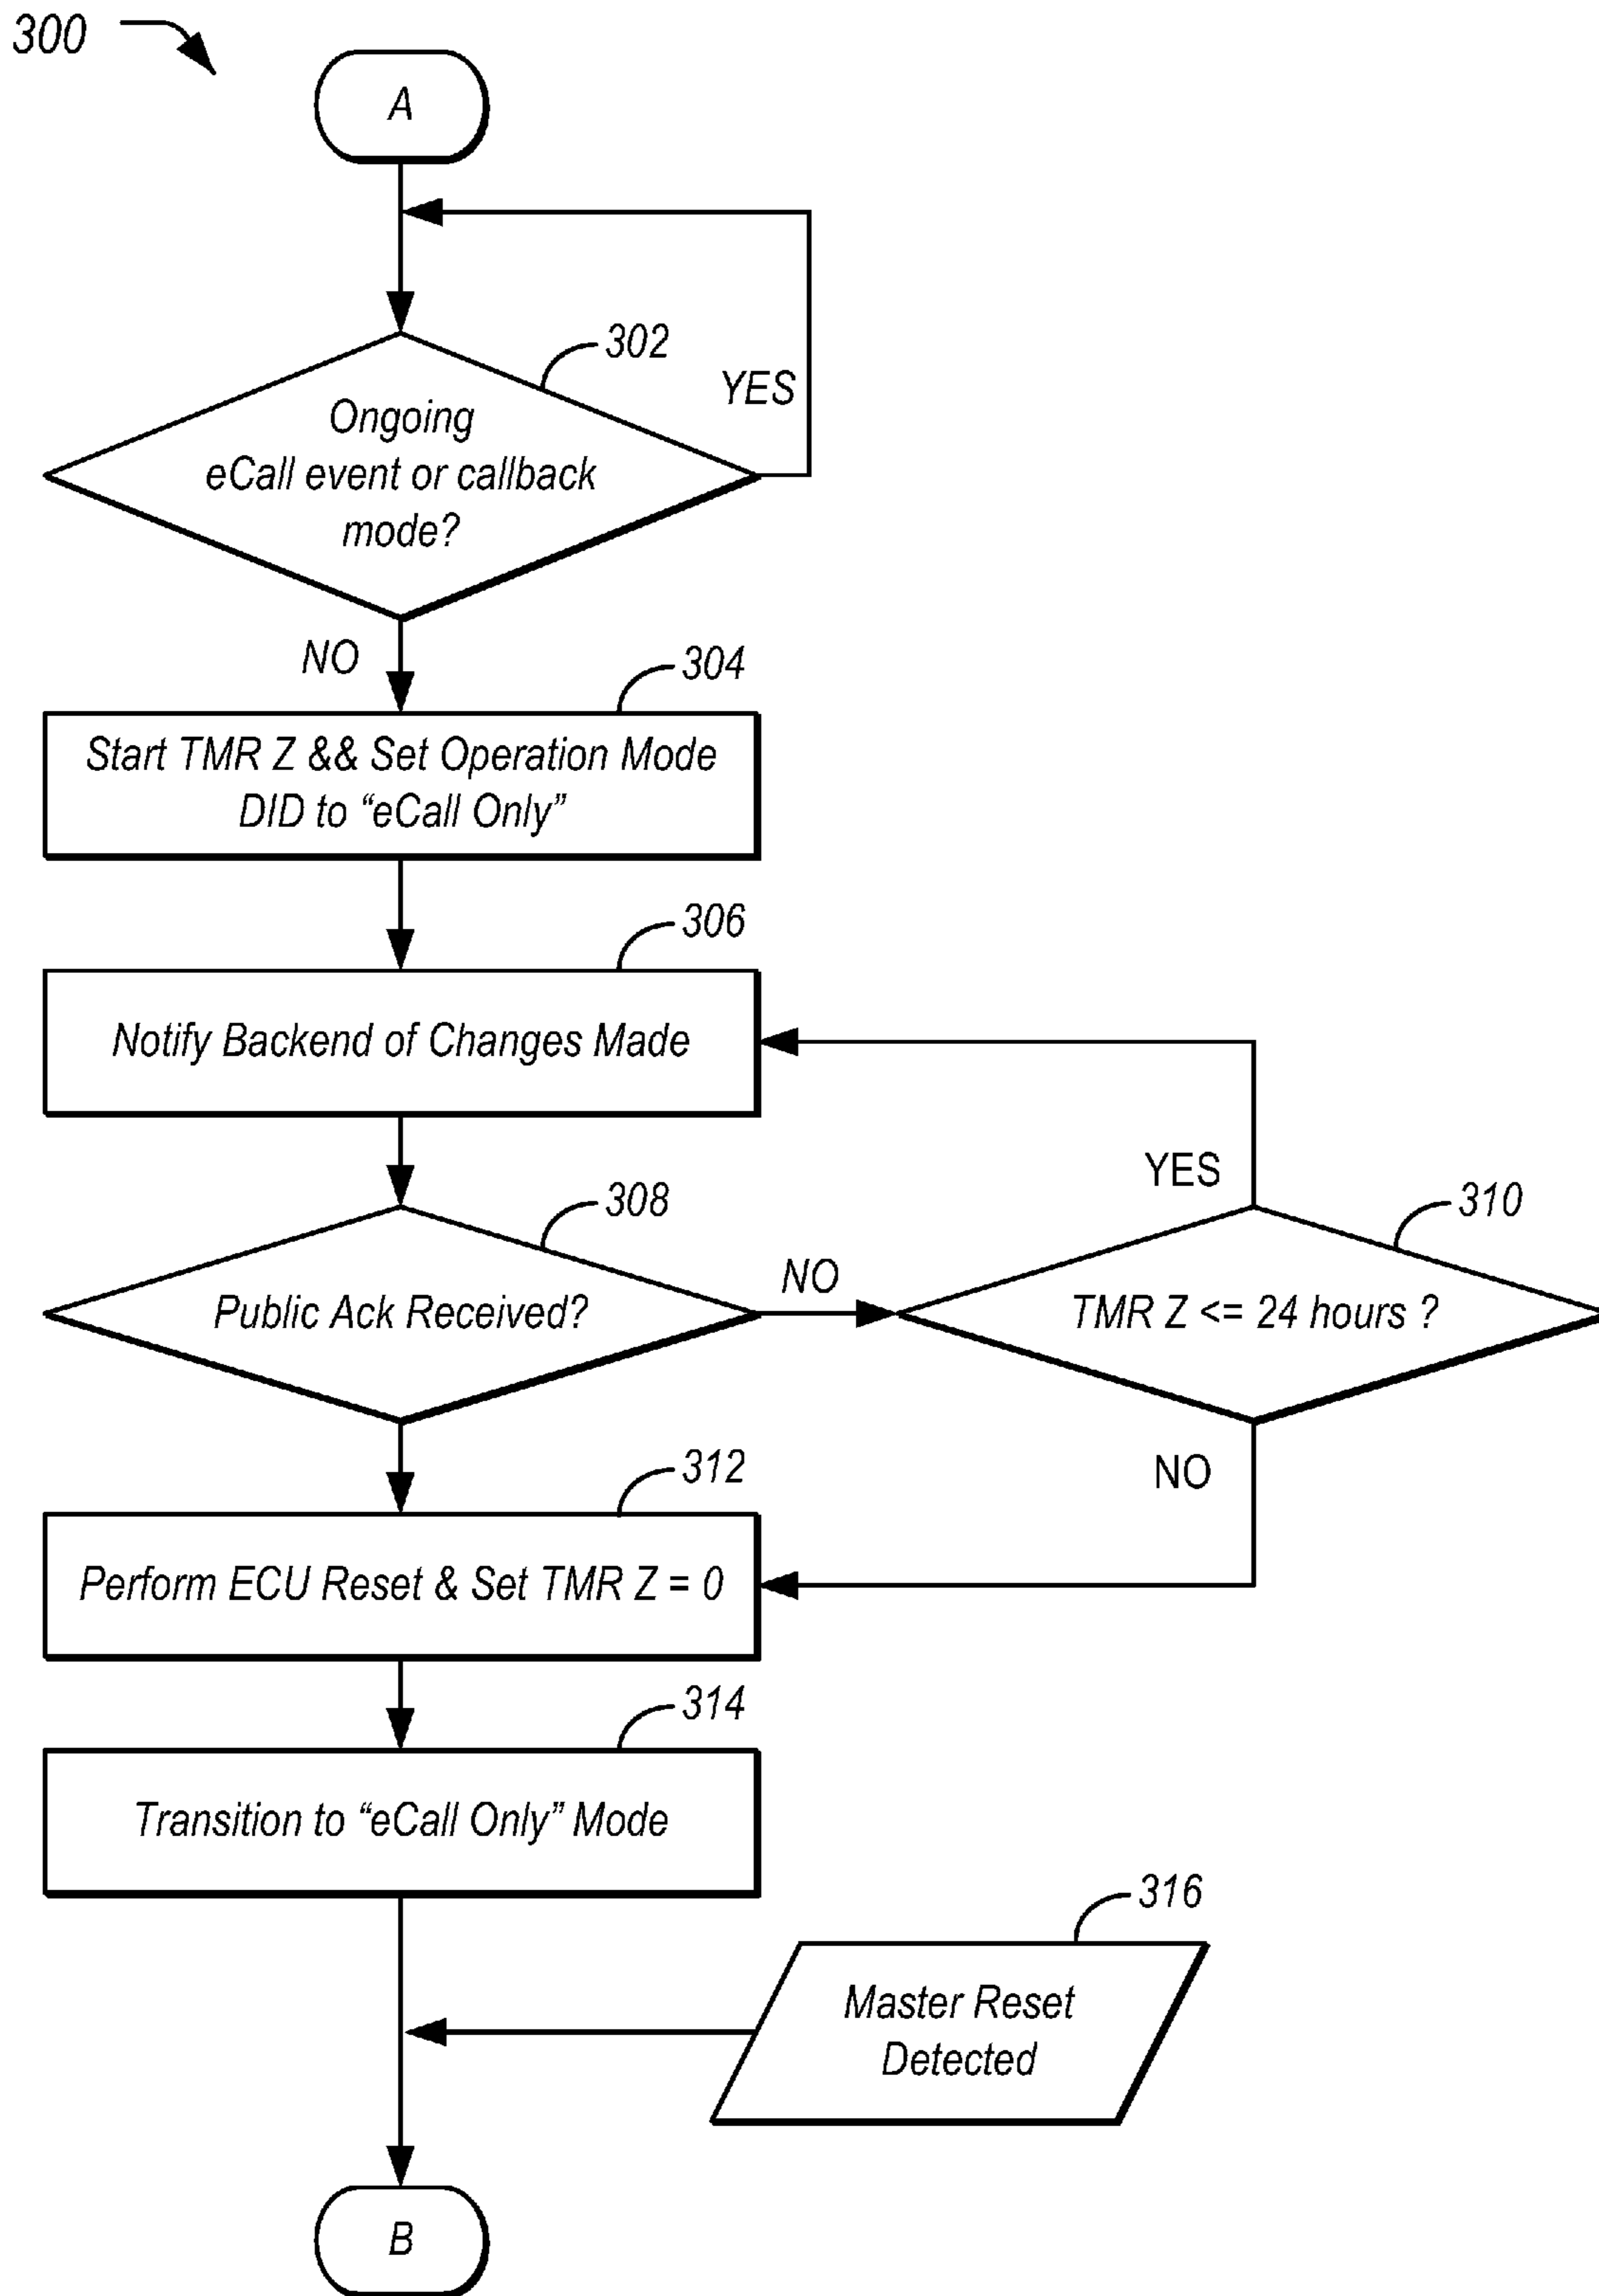 300
A
302
YES
Ongoing
eCall event or callback
mode?
NO
304
Start TMR Z && Set Operation Mode
DID to “eCall Only”
306
Notify Backend of Changes Made
YES
308
310
NO
Public Ack Received?
TMR Z <= 24 hours ?
312
NO
Perform ECU Reset & Set TMR Z = 0
314
Transition to “eCall Only” Mode
316
Master Reset
Detected
B